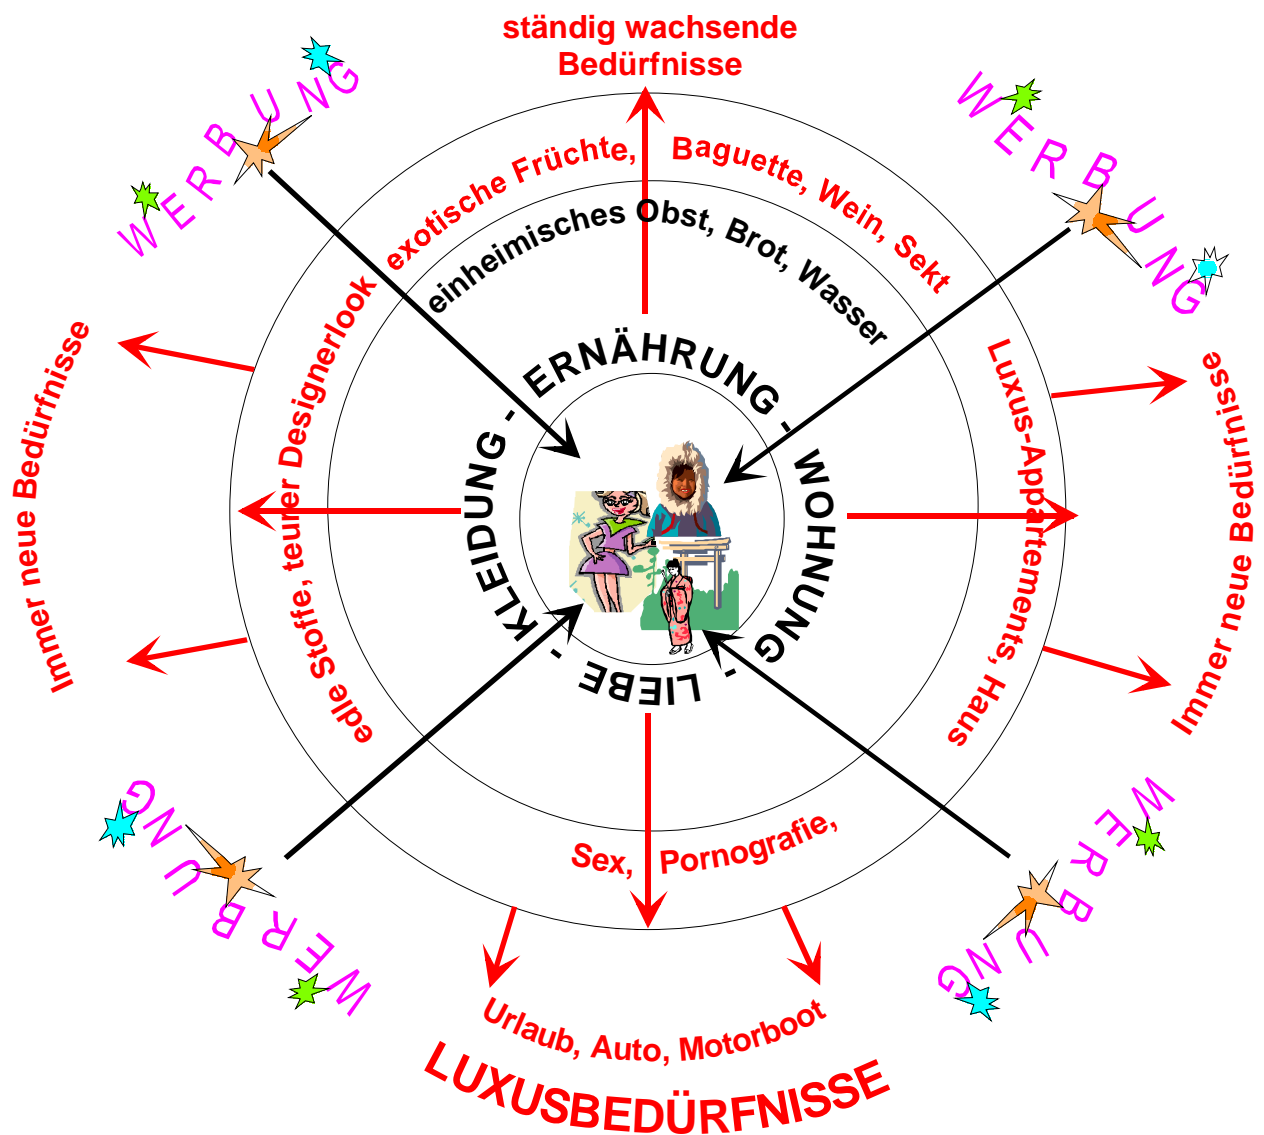 ständig wachsende
Bedürfnisse
WERBUNG
WERBUNG
exotische Früchte, Baguette, Wein, Sekt
einheimisches Obst, Brot, Wasser
edle Stoffe, teurer Designerlook
Luxus-Appartements, Haus
KLEIDUNG - ERNÄHRUNG - WOHNUNG - LIEBE -
Immer neue Bedürfnisse
Immer neue Bedürfnisse
Sex, Pornografie,
WERBUNG
WERBUNG
Urlaub, Auto, Motorboot
LUXUSBEDÜRFNISSE